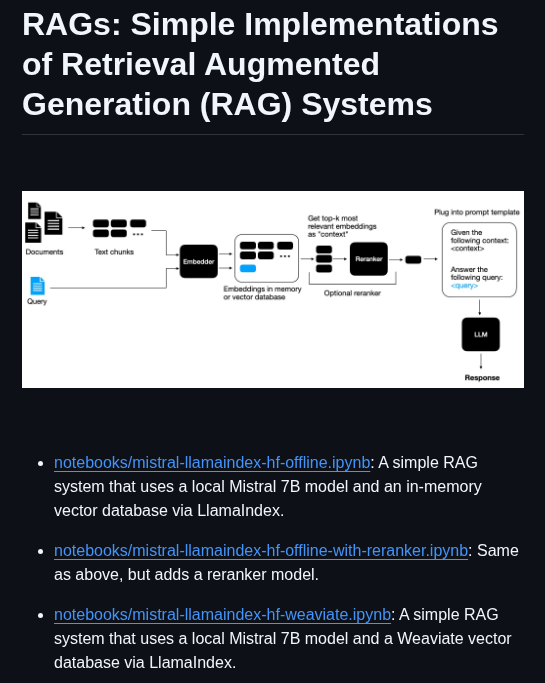 RAGs: Simple Implementations
of Retrieval Augmented
Generation (RAG) Systems
Documents
Text chunks
Query
Embedder
Embeddings in memory
or vector database
Get top-k most
relevant embeddings
as "context"
Reranker
Optional reranker
Plug into prompt template
Given the
following context:
<context>
Answer the
following query:
<query>
LLM
Response
notebooks/mistral-llamaindex-hf-offline.ipynb: A simple RAG
system that uses a local Mistral 7B model and an in-memory
vector database via LlamaIndex.
notebooks/mistral-llamaindex-hf-offline-with-reranker.ipynb: Same
as above, but adds a reranker model.
notebooks/mistral-llamaindex-hf-weaviate.ipynb: A simple RAG
system that uses a local Mistral 7B model and a Weaviate vector
database via LlamaIndex.